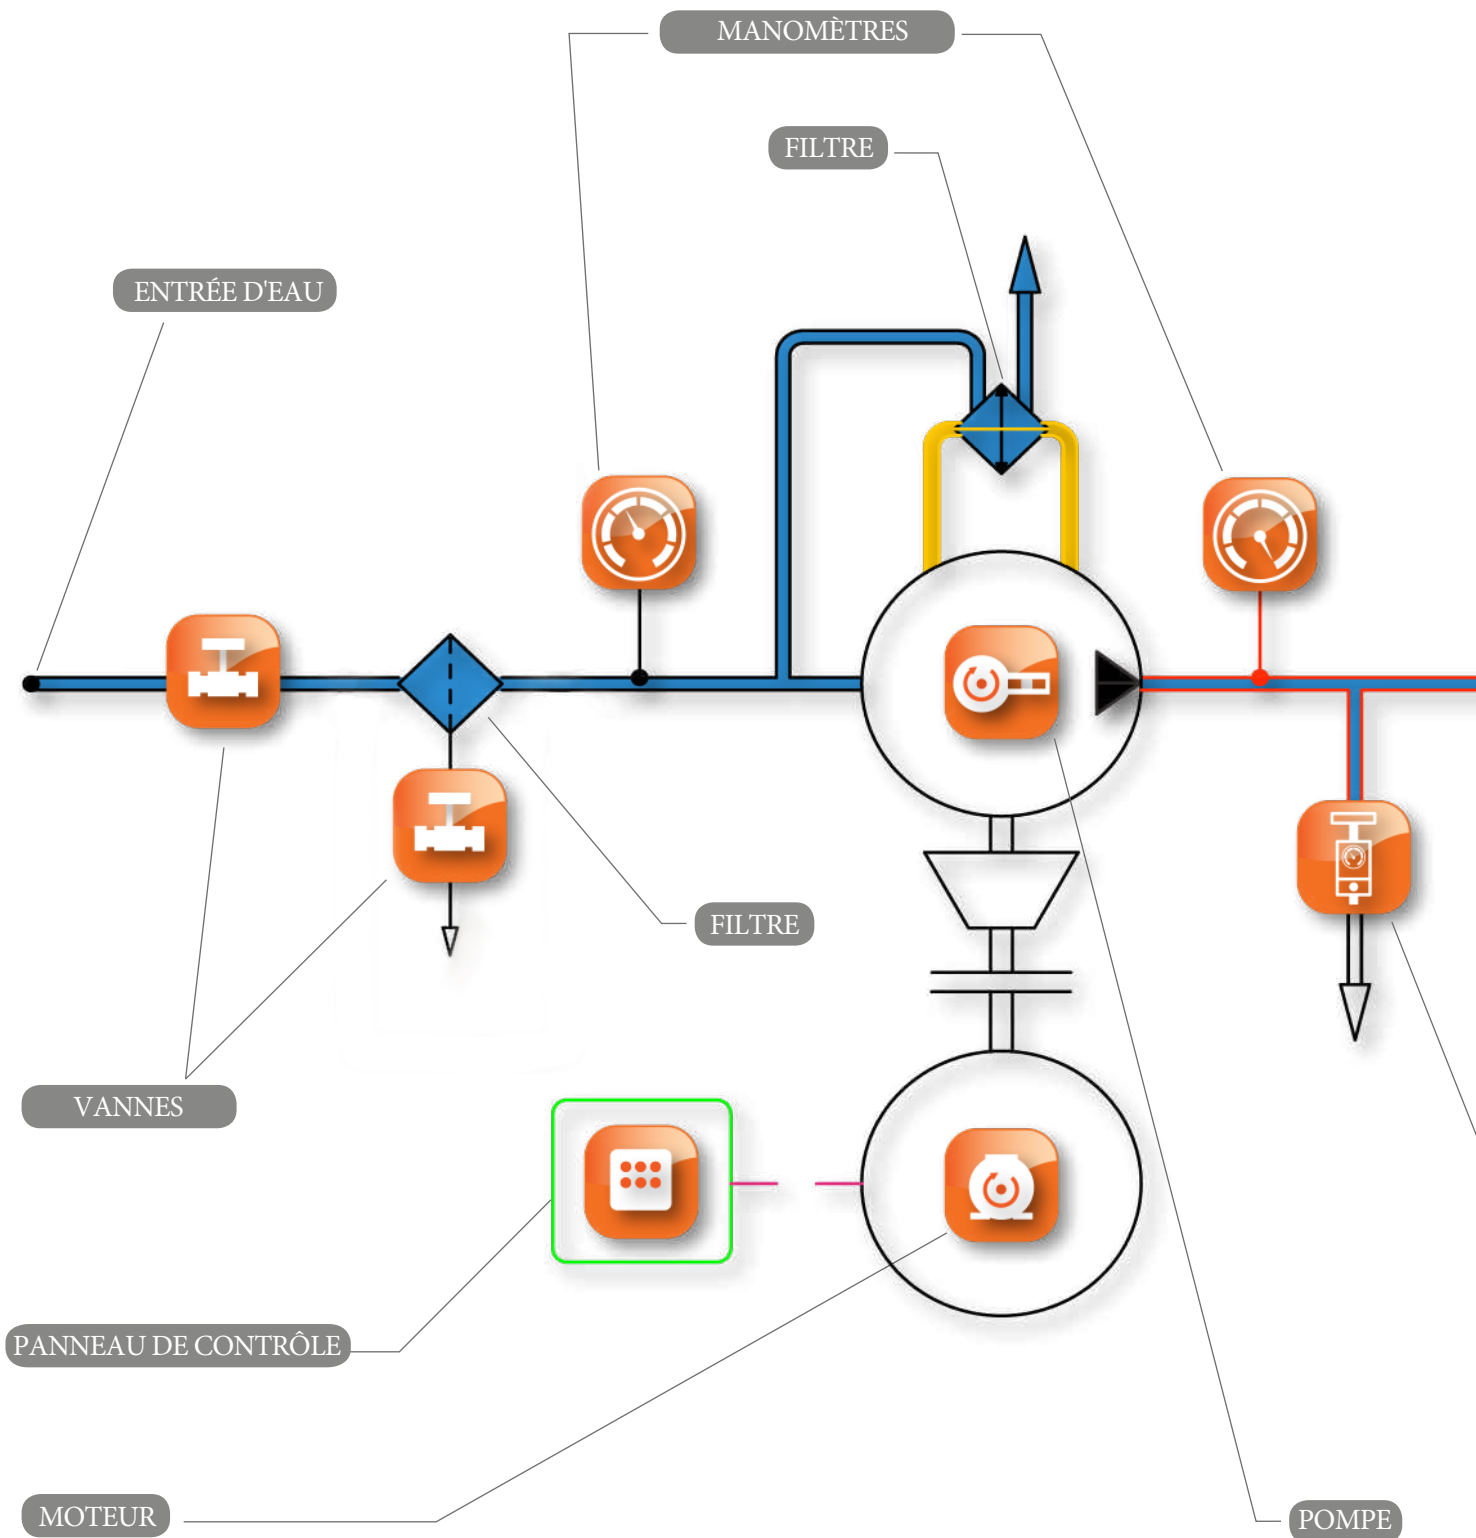 MANOMÈTRES
FILTRE
ENTRÉE D'EAU
FILTRE
VANNES
PANNEAU DE CONTRÔLE
MOTEUR
POMPE